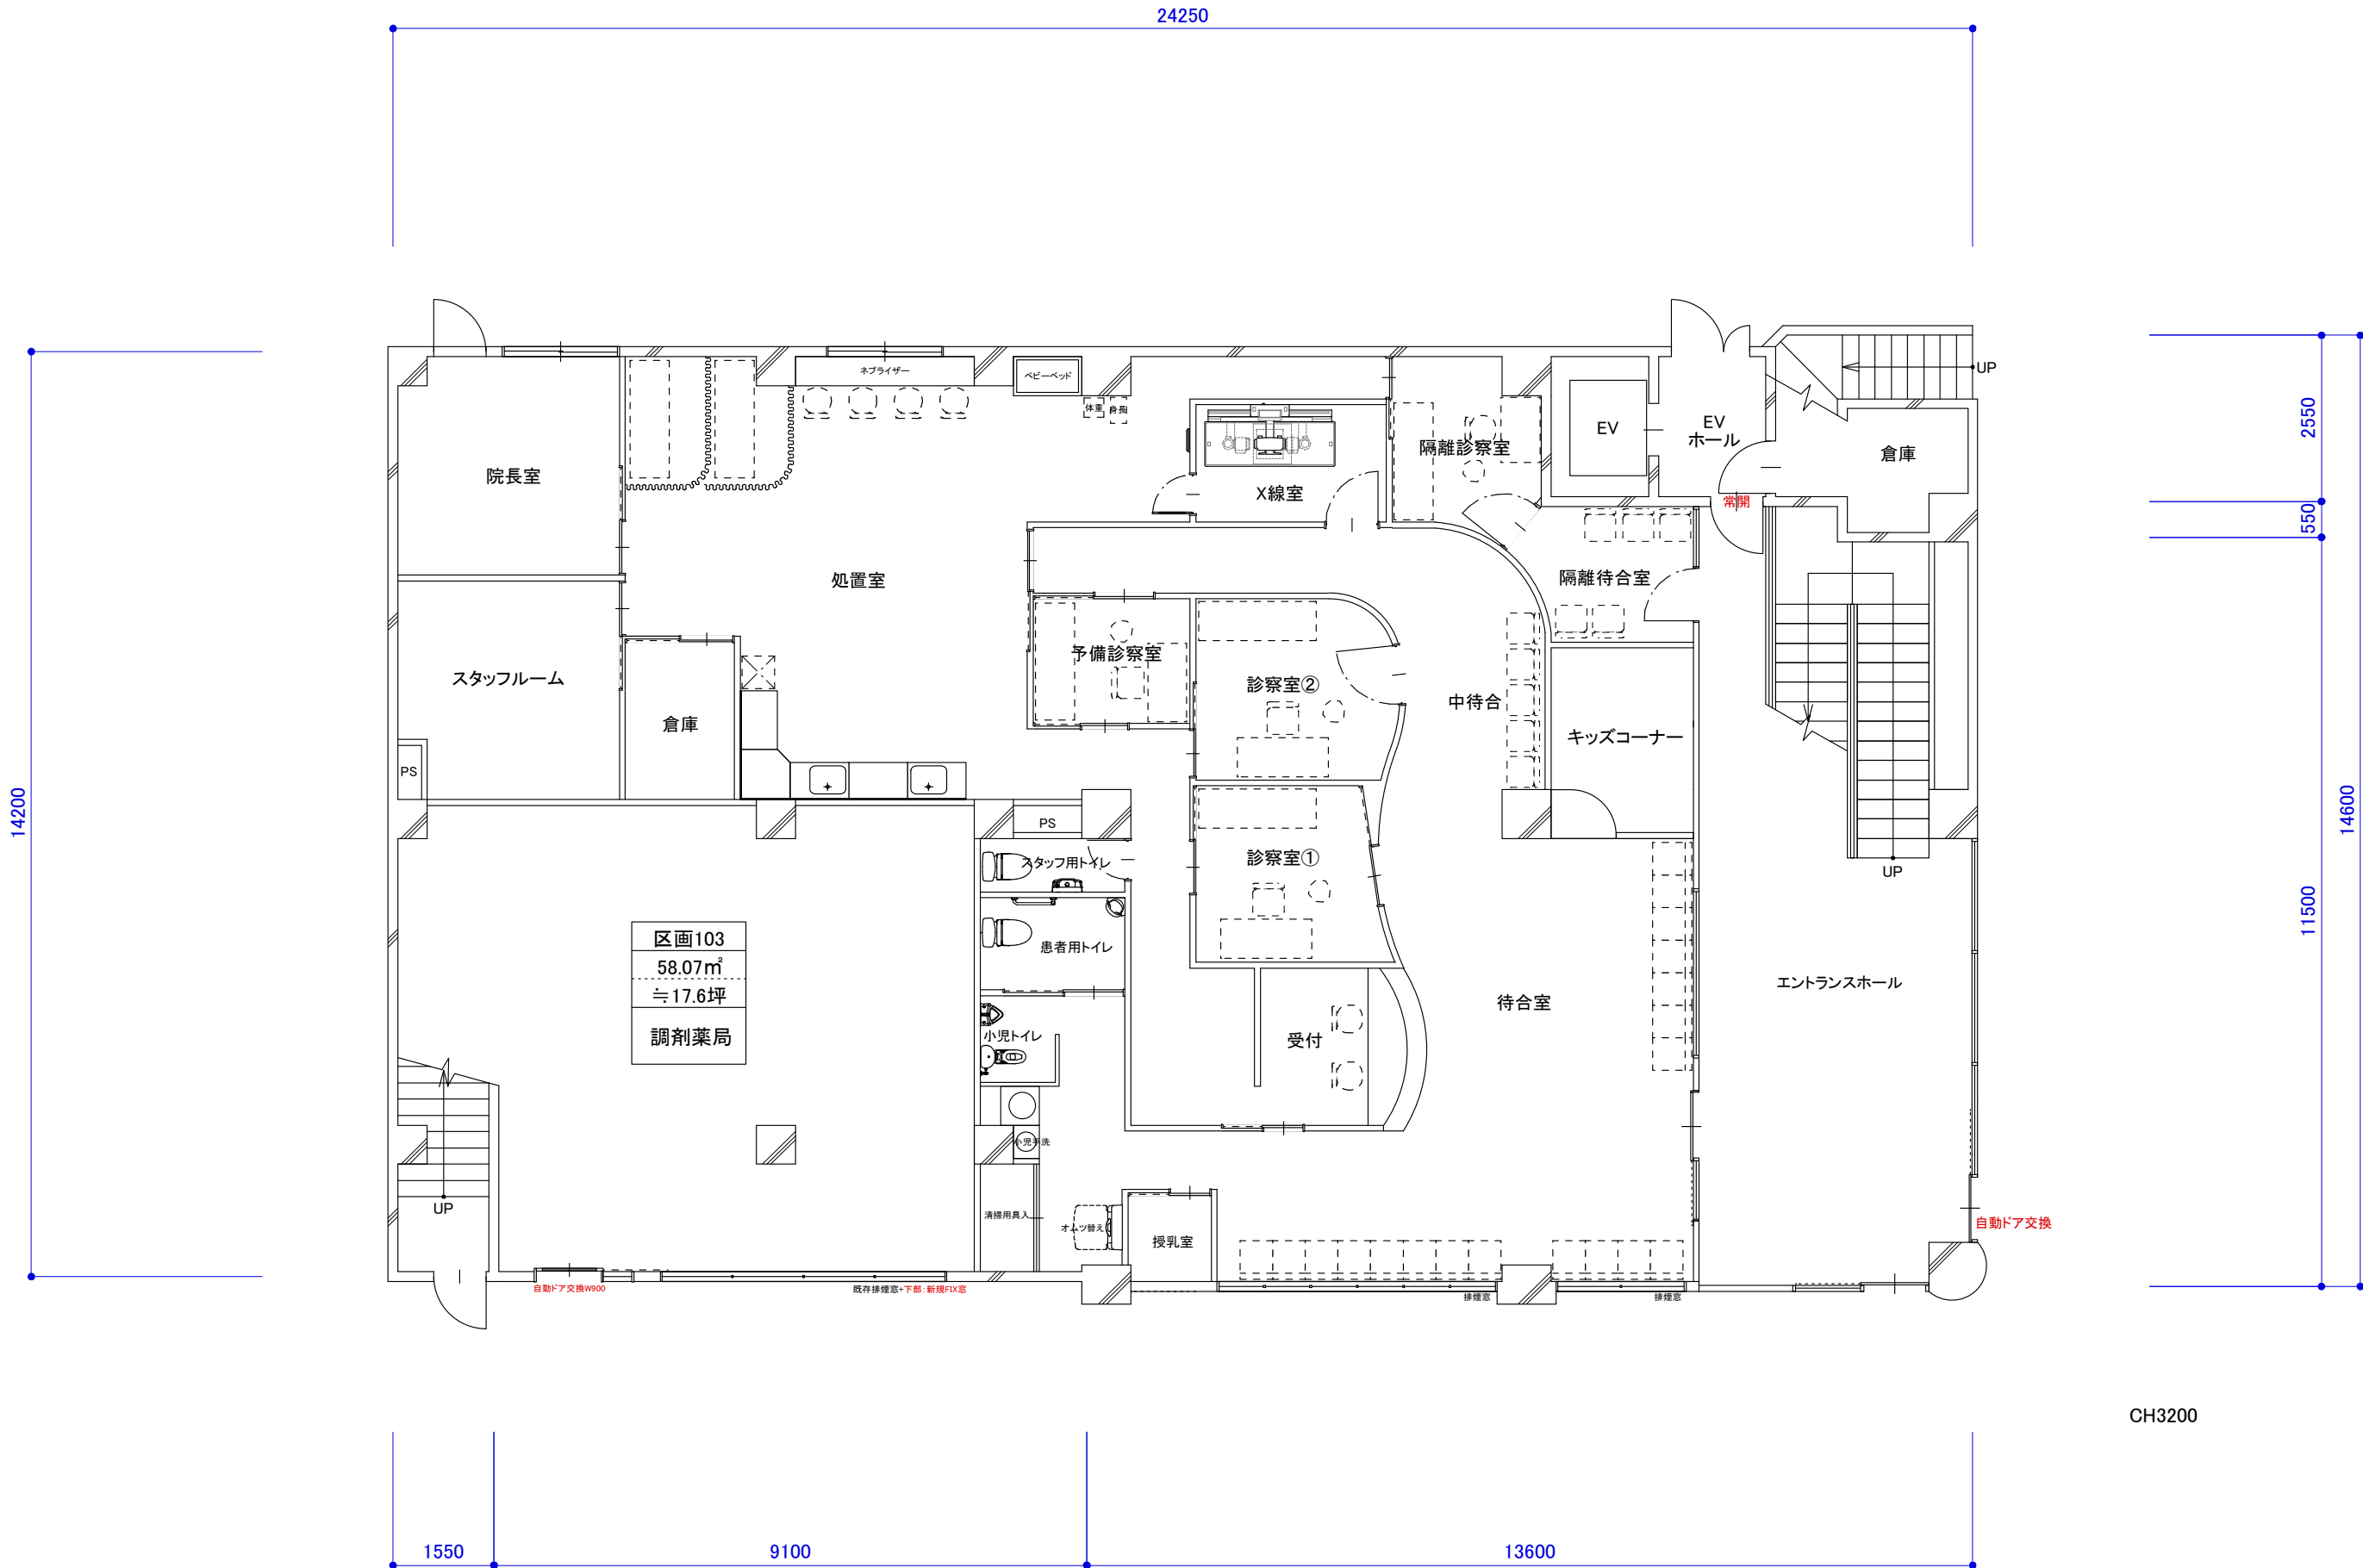 24250
UP
ネブライザー
ベビーベッド
体重
身長
2550
EV
EV
ホール
隔離診察室
倉庫
院長室
X線室
常開
550
処置室
隔離待合室
予備診察室
スタッフルーム
診察室②
中待合
倉庫
キッズコーナー
PS
14200
14600
PS
診察室①
スタッフ用トイレ
UP
11500
区画103
58.07㎡
≒17.6坪
調剤薬局
患者用トイレ
エントランスホール
待合室
小児トイレ
受付
小児手洗
UP
清掃用具入
オムツ替え
授乳室
自動ドア交換
自動ドア交換W900
既存排煙窓+下部：新規FIX窓
排煙窓
排煙窓
CH3200
1550
9100
13600